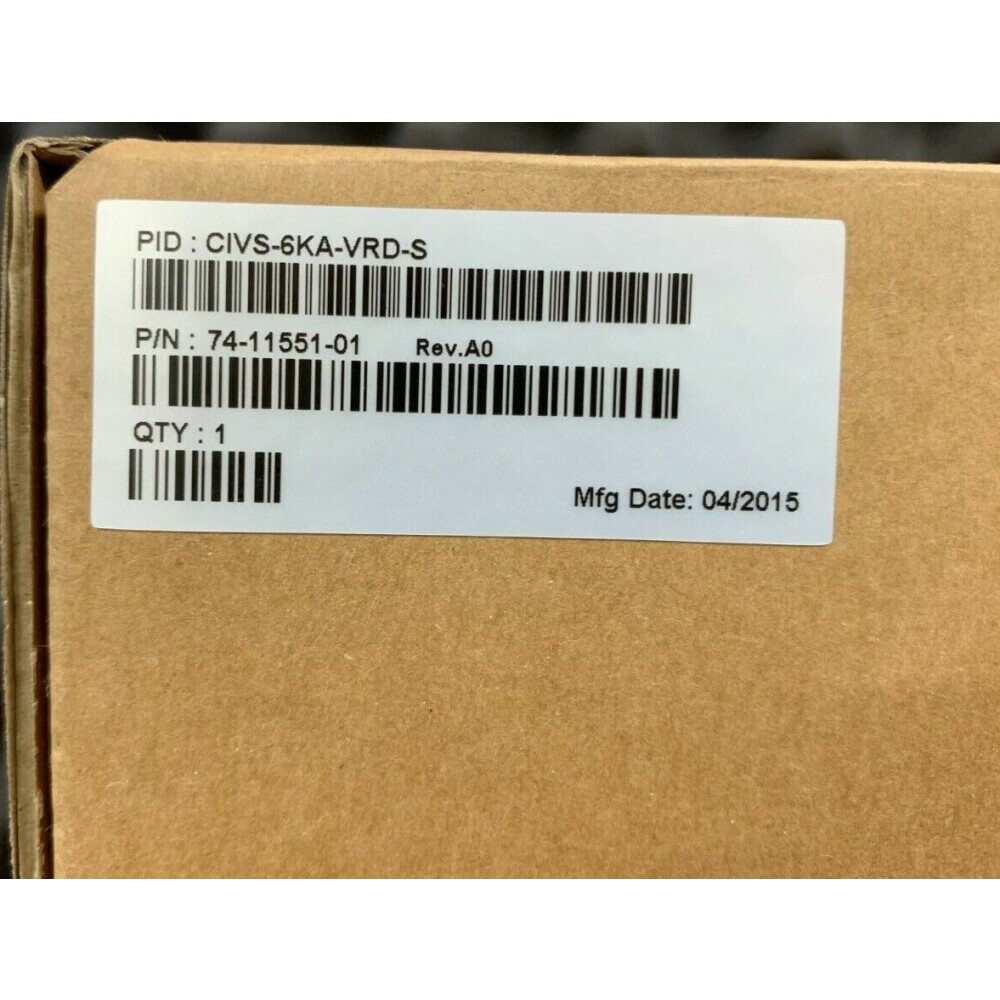 PID : CIVS-6KA-VRD-S
P/N : 74-11551-01 Rev.A0
QTY : 1
Mfg Date: 04/2015